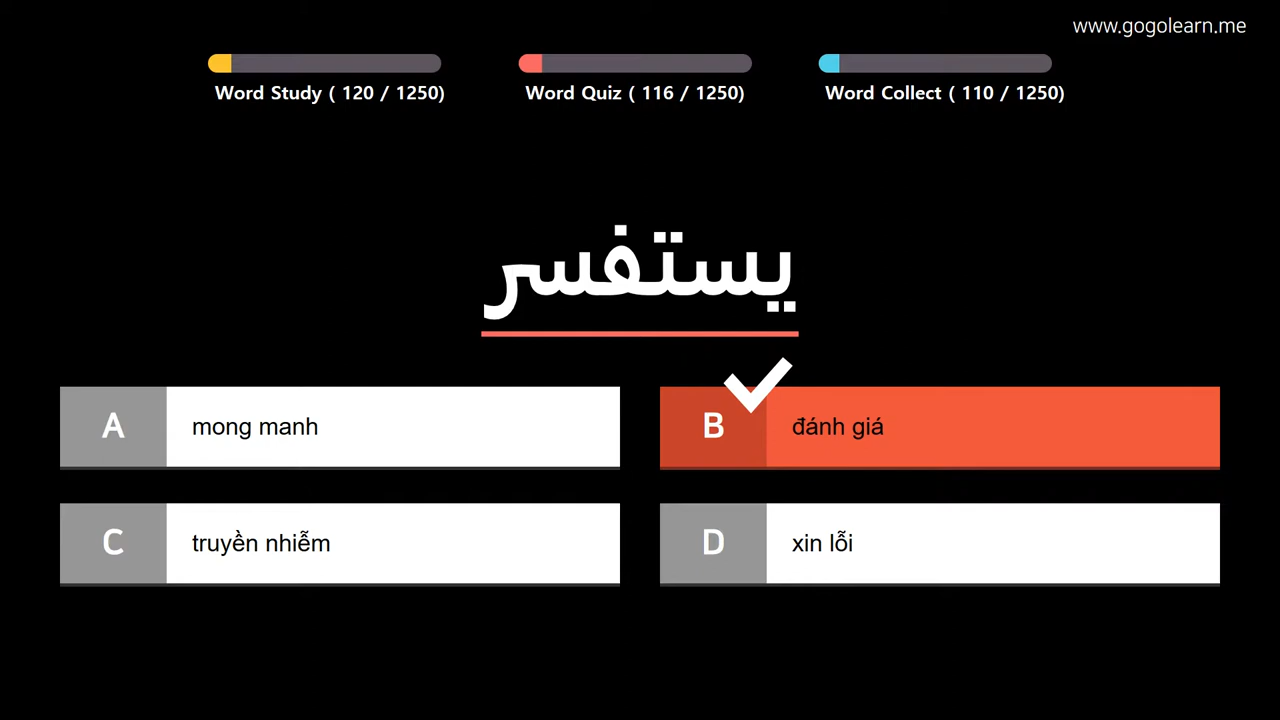 www.gogolearn.me
Word Study ( 120 / 1250)
Word Quiz ( 116 / 1250)
Word Collect ( 110 / 1250)
يستفسر
A mong manh
B đánh giá
C truyền nhiễm
D xin lỗi